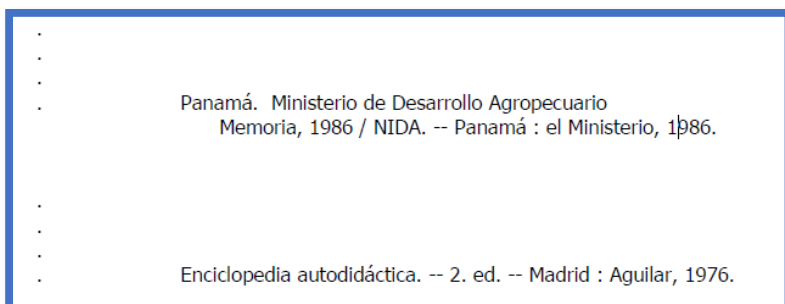 .
.
.
. Panamá. Ministerio de Desarrollo Agropecuario
Memoria, 1986 / NIDA. -- Panamá : el Ministerio, 1986.
.
.
.
. Enciclopedia autodidáctica. -- 2. ed. -- Madrid : Aguilar, 1976.